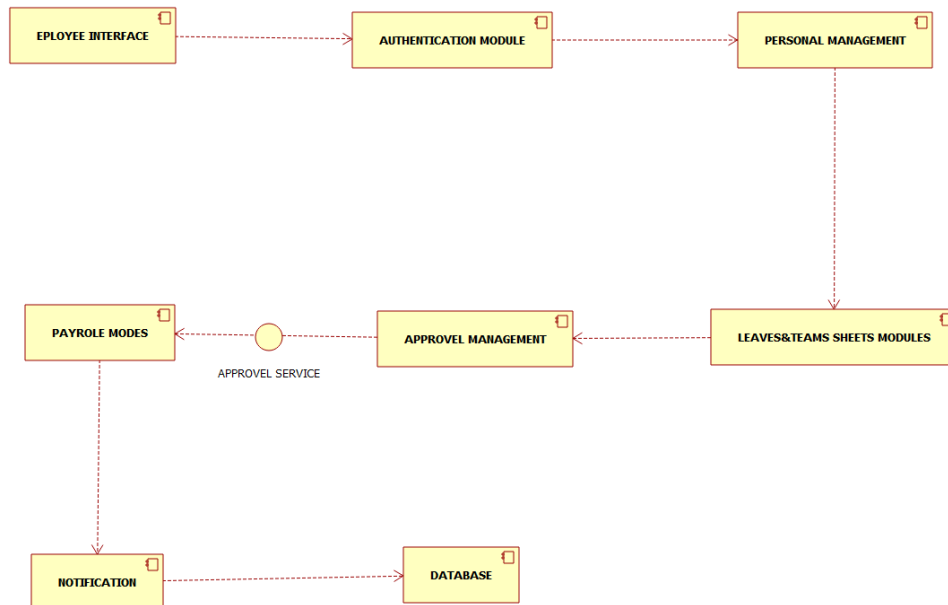 EPLOYEE INTERFACE
AUTHENTICATION MODULE
PERSONAL MANAGEMENT
PAYROLE MODES
APPROVEL MANAGEMENT
LEAVES&TEAMS SHEETS MODULES
APPROVEL SERVICE
NOTIFICATION
DATABASE